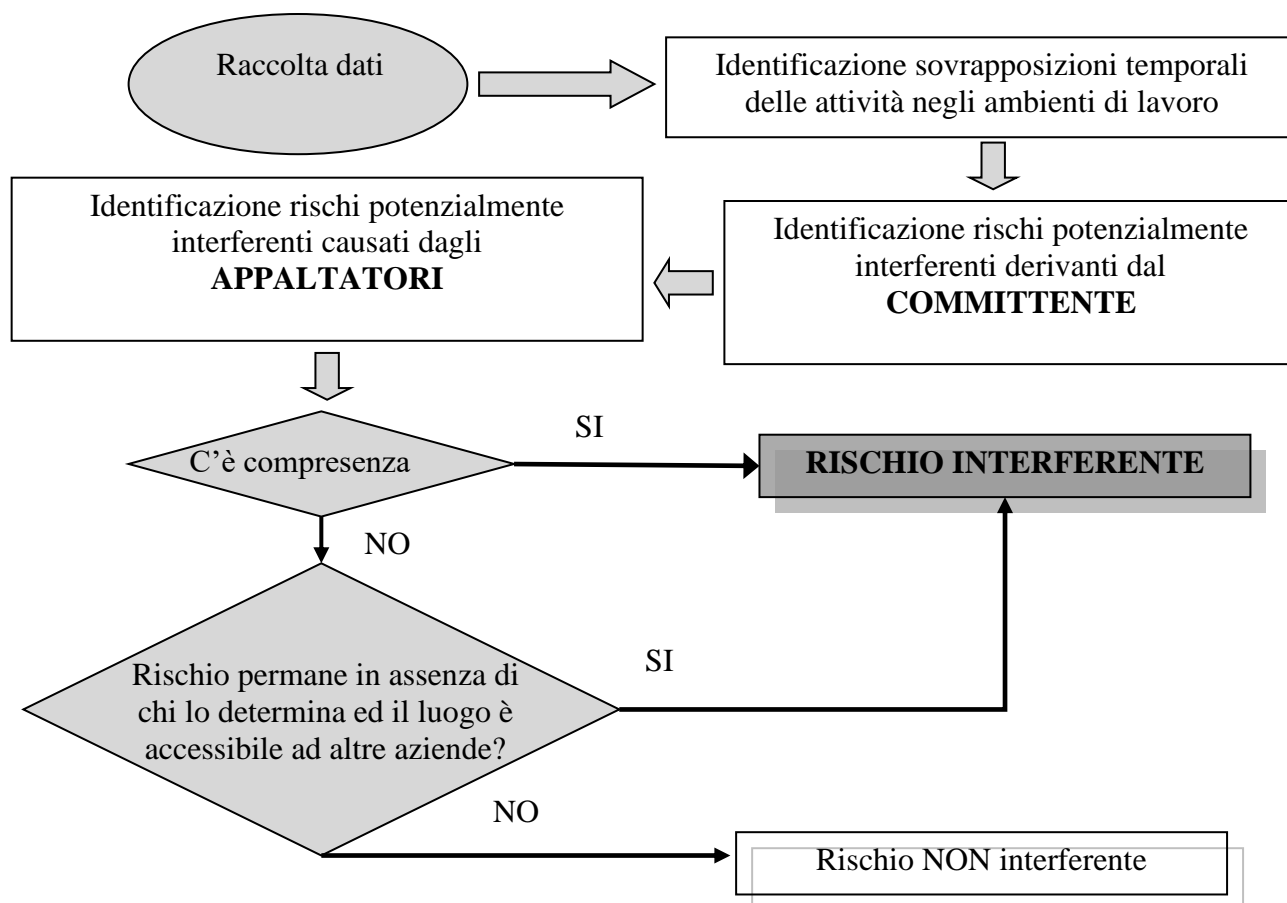 Raccolta dati
Identificazione sovrapposizioni temporali
delle attività negli ambienti di lavoro
Identificazione rischi potenzialmente
interferenti derivanti dal
COMMITTENTE
Identificazione rischi potenzialmente
interferenti causati dagli
APPALTATORI
C’è compresenza
SI
RISCHIO INTERFERENTE
NO
Rischio permane in assenza di
chi lo determina ed il luogo è
accessibile ad altre aziende?
SI
NO
Rischio NON interferente